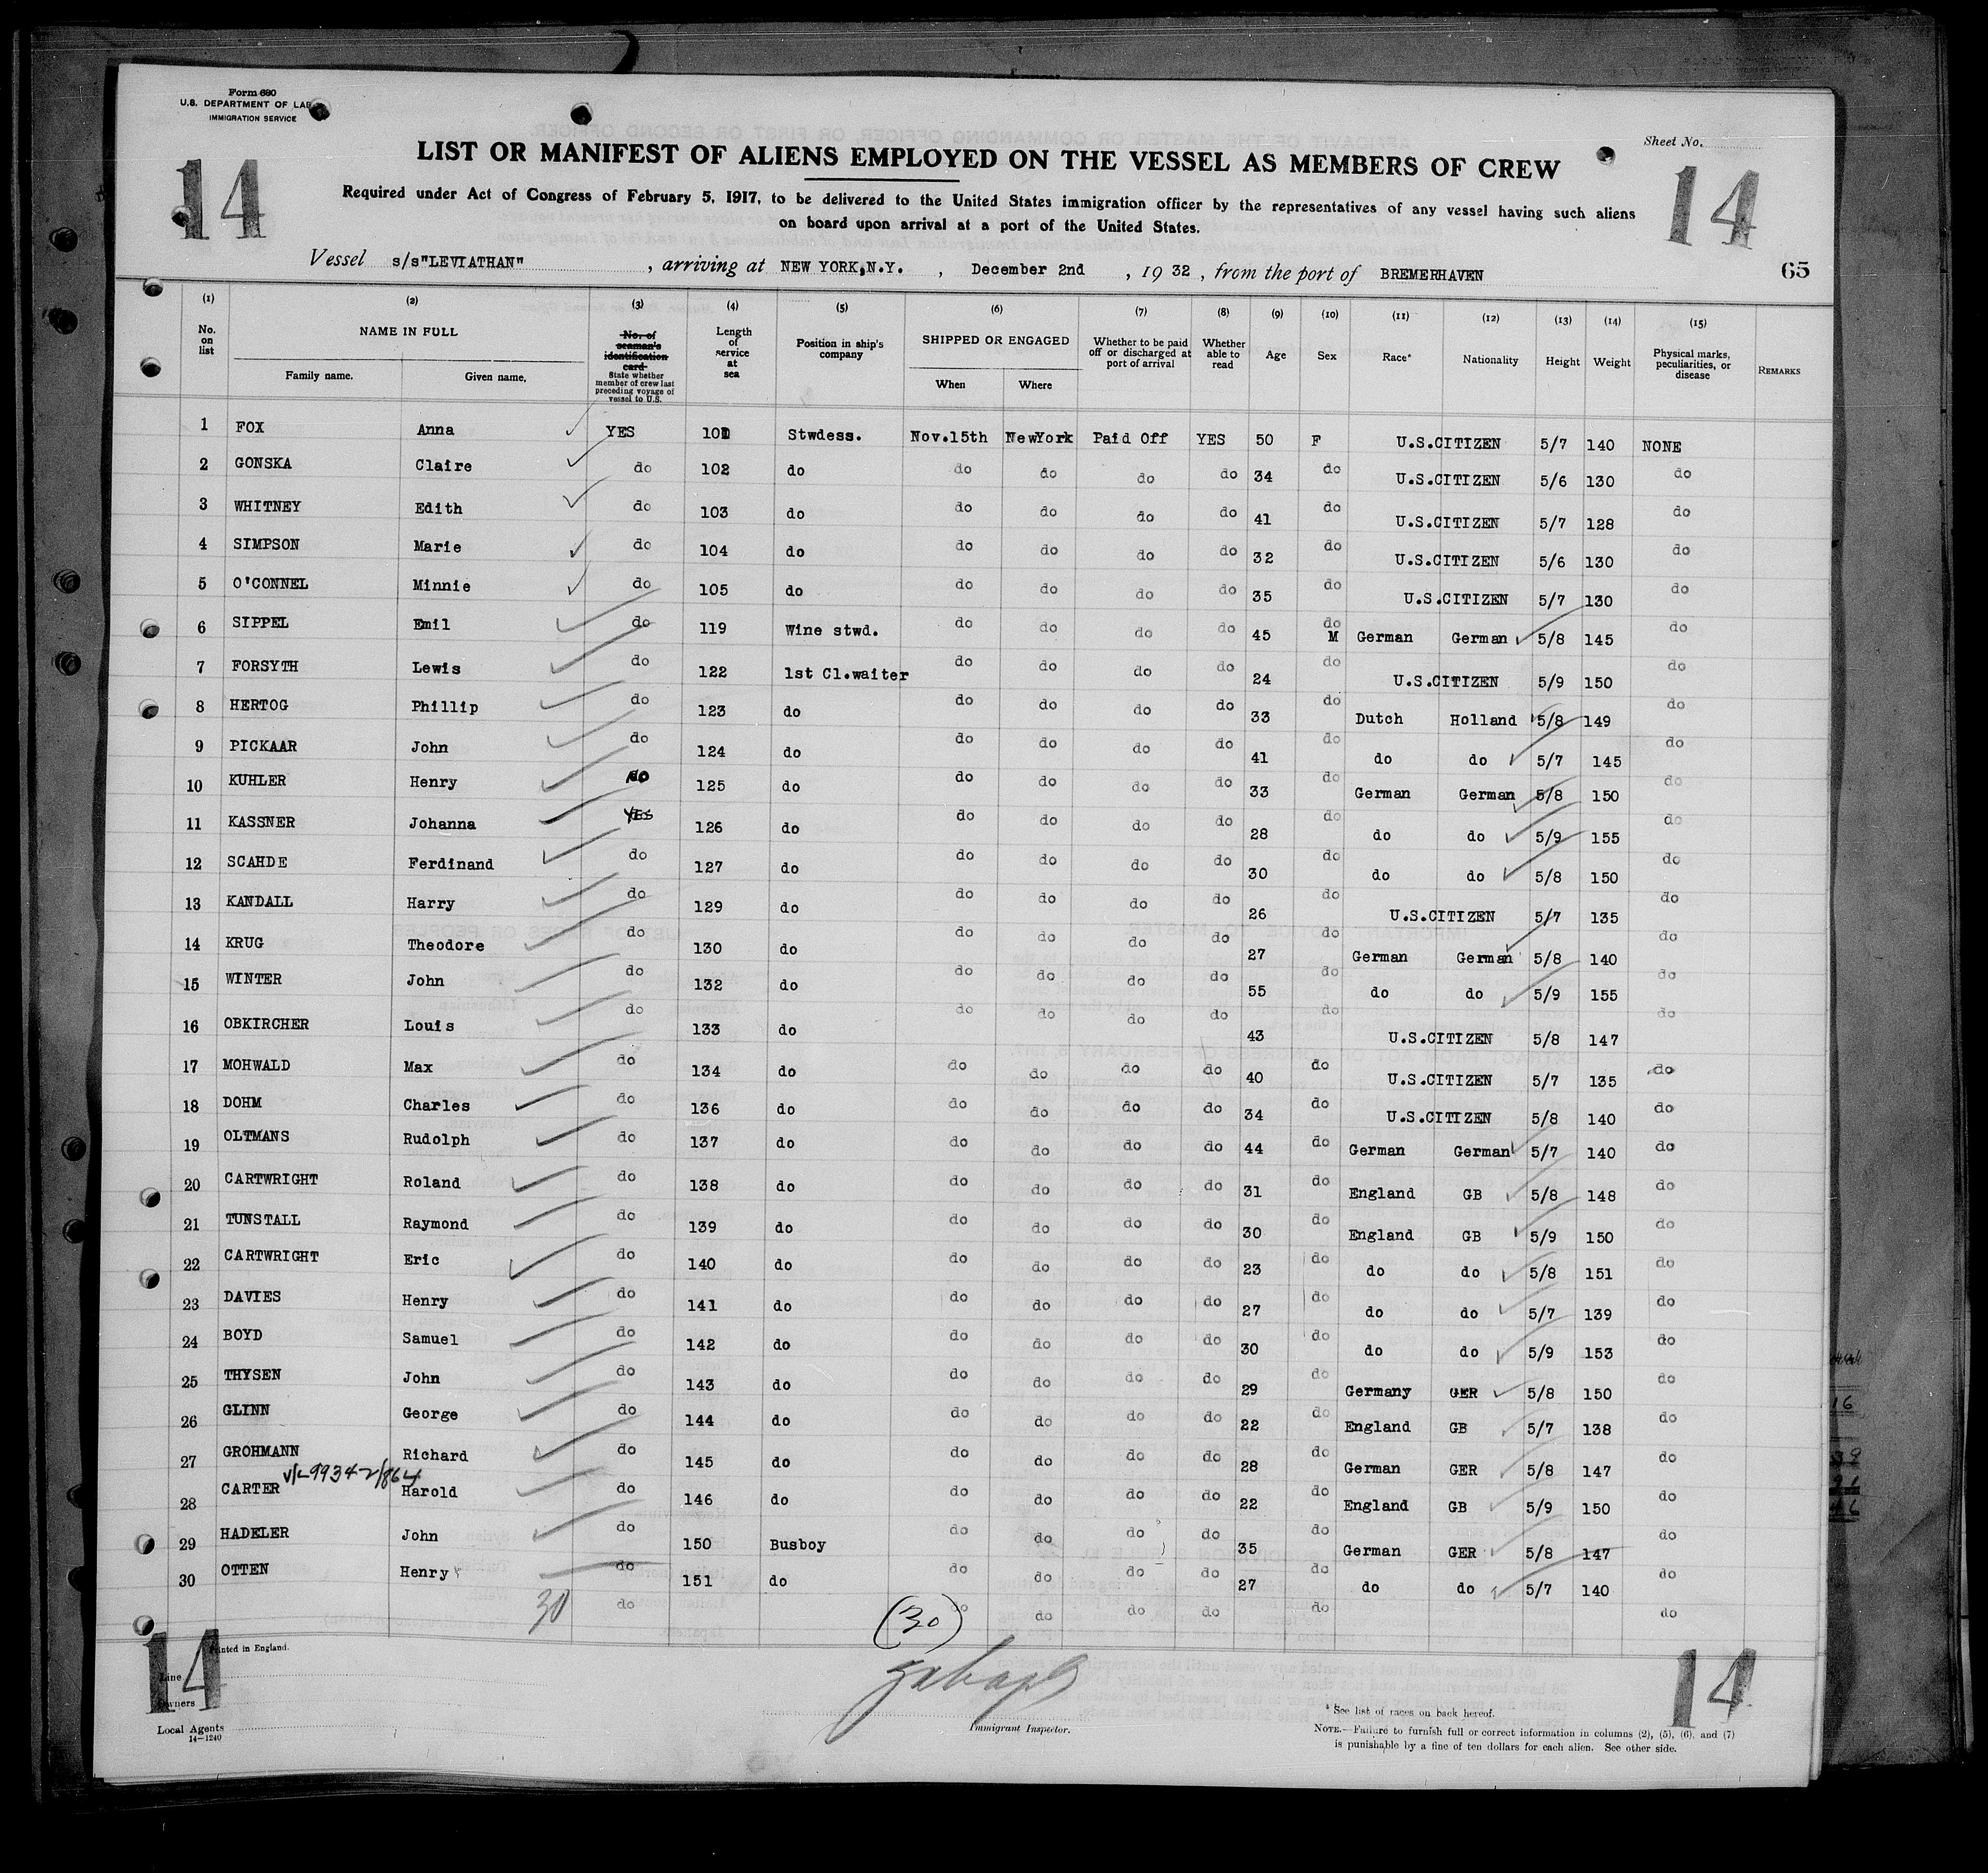 Form 680
U.S. DEPARTMENT OF LAB
IMMIGRATION SERVICE
Sheet No.
14
14
LIST OR MANIFEST OF ALIENS EMPLOYED ON THE VESSEL AS MEMBERS OF CREW
Required under Act of Congress of February 5, 1917, to be delivered to the United States immigration officer by the representatives of any vessel having such aliens
on board upon arrival at a port of the United States.
Vessel s/s"LEVIATHAN" , arriving at NEW YORK,N.Y. , December 2nd , 19 32 , from the port of BREMERHAVEN
65
(1) (2) (3) (4) (5) (6) (7) (8) (9) (10) (11) (12) (13) (14) (15)
No. on list NAME IN FULL Family name. Given name. No. of seaman's identification card State whether member of crew last preceding voyage of vessel to U.S. Length of service at sea Position in ship's company SHIPPED OR ENGAGED When Where Whether to be paid off or discharged at port of arrival Whether able to read Age Sex Race* Nationality Height Weight Physical marks, peculiarities, or disease REMARKS
1 FOX Anna YES 101 Stwdess. Nov.15th NewYork Paid Off YES 50 F U.S.CITIZEN 5/7 140 NONE
2 GONSKA Claire do 102 do do do do do 34 do U.S.CITIZEN 5/6 130 do
3 WHITNEY Edith do 103 do do do do do 41 do U.S.CITIZEN 5/7 128 do
4 SIMPSON Marie do 104 do do do do do 32 do U.S.CITIZEN 5/6 130 do
5 O'CONNEL Minnie do 105 do do do do do 35 do U.S.CITIZEN 5/7 130 do
6 SIPPEL Emil do 119 Wine stwd. do do do do 45 do M German German 5/8 145 do
7 FORSYTH Lewis do 122 1st Cl.waiter do do do do 24 do U.S.CITIZEN 5/9 150 do
8 HERTOG Phillip do 123 do do do do do 33 do Dutch Holland 5/8 149 do
9 PICKAAR John do 124 do do do do do 41 do do do 5/7 145 do
10 KUHLER Henry NO 125 do do do do do 33 do German German 5/8 150 do
11 KASSNER Johanna YES 126 do do do do do 28 do do do 5/9 155 do
12 SCAHDE Ferdinand do 127 do do do do do 30 do do do 5/8 150 do
13 KANDALL Harry do 129 do do do do do 26 do U.S.CITIZEN 5/7 135 do
14 KRUG Theodore do 130 do do do do do 27 do German German 5/8 140 do
15 WINTER John do 132 do do do do do 55 do do do 5/9 155 do
16 OBKIRCHER Louis do 133 do do do do do 43 do U.S.CITIZEN 5/8 147 do
17 MOHWALD Max do 134 do do do do do 40 do U.S.CITIZEN 5/7 135 do
18 DOHM Charles do 136 do do do do do 34 do U.S.CITIZEN 5/8 140 do
19 OLTMANS Rudolph do 137 do do do do do 44 do German German 5/7 140 do
20 CARTWRIGHT Roland do 138 do do do do do 31 do England GB 5/8 148 do
21 TUNSTALL Raymond do 139 do do do do do 30 do England GB 5/9 150 do
22 CARTWRIGHT Eric do 140 do do do do do 23 do do do 5/8 151 do
23 DAVIES Henry do 141 do do do do do 27 do do do 5/7 139 do
24 BOYD Samuel do 142 do do do do do 30 do do do 5/9 153 do
25 THYSEN John do 143 do do do do do 29 do Germany GER 5/8 150 do
26 GLINN George do 144 do do do do do 22 do England GB 5/7 138 do
27 GROHMANN Richard do 145 do do do do do 28 do German GER 5/8 147 do
28 CARTER Harold do 146 do do do do do 22 do England GB 5/9 150 do
29 HADELER John do 150 Busboy do do do do 35 do German GER 5/8 147 do
30 OTTEN Henry do 151 do do do do do 27 do do do 5/7 140 do
30 do do do do do do do
(30)
14
14
Printed in England.
Line
Owners
Local Agents
14—1240
Immigrant Inspector.
* See list of races on back hereof.
NOTE.—Failure to furnish full or correct information in columns (2), (5), (6), and (7)
is punishable by a fine of ten dollars for each alien. See other side.